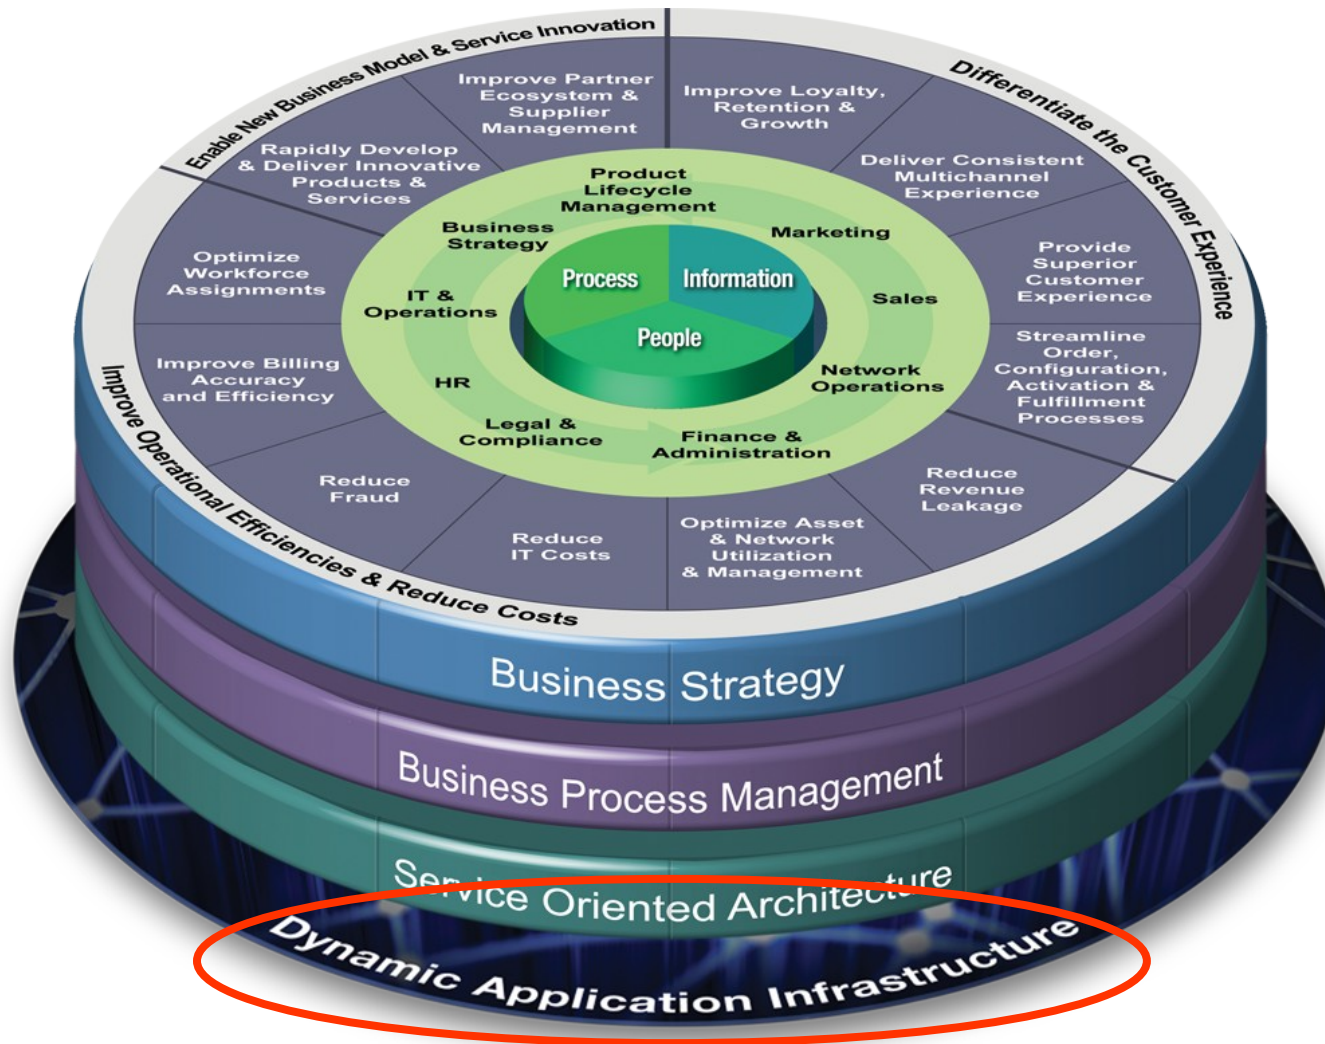 Enable New Business Model & Service Innovation
Differentiate the Customer Experience
Improve Operational Efficiencies & Reduce Costs
Improve Partner
Ecosystem &
Supplier
Management
Improve Loyalty,
Retention &
Growth
Rapidly Develop
& Deliver Innovative
Products &
Services
Deliver Consistent
Multichannel
Experience
Optimize
Workforce
Assignments
Provide
Superior
Customer
Experience
Improve Billing
Accuracy
and Efficiency
Streamline
Order,
Configuration,
Activation &
Fulfillment
Processes
Reduce
Fraud
Reduce
IT Costs
Optimize Asset
& Network
Utilization
& Management
Reduce
Revenue
Leakage
Product
Lifecycle
Management
Business
Strategy
Marketing
IT &
Operations
Sales
HR
Network
Operations
Legal &
Compliance
Finance &
Administration
Process
Information
People
Business Strategy
Business Process Management
Service Oriented Architecture
Dynamic Application Infrastructure